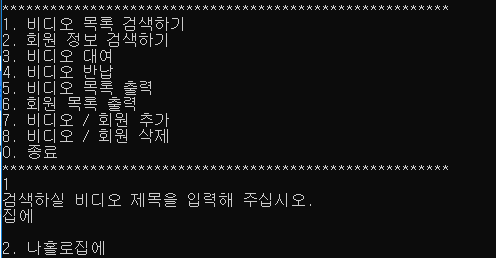 **************************************************************
1. 비디오 목록 검색하기
2. 회원 정보 검색하기
3. 비디오 대여
4. 비디오 반납
5. 비디오 목록 출력
6. 회원 목록 출력
7. 비디오 / 회원 추가
8. 비디오 / 회원 삭제
0. 종료
**************************************************************
1
검색하실 비디오 제목을 입력해 주십시오.
집에
2. 나홀로집에